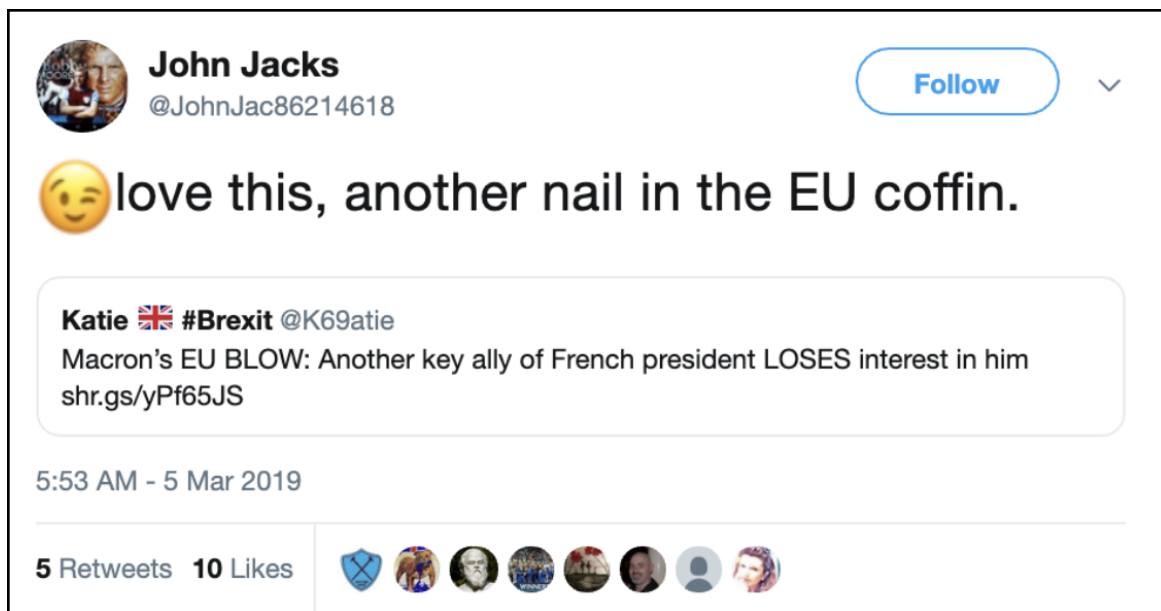 John Jacks
@JohnJac86214618
Follow
😉love this, another nail in the EU coffin.
Katie 🇬🇧 #Brexit @K69atie
Macron’s EU BLOW: Another key ally of French president LOSES interest in him
shr.gs/yPf65JS
5:53 AM - 5 Mar 2019
5 Retweets 10 Likes